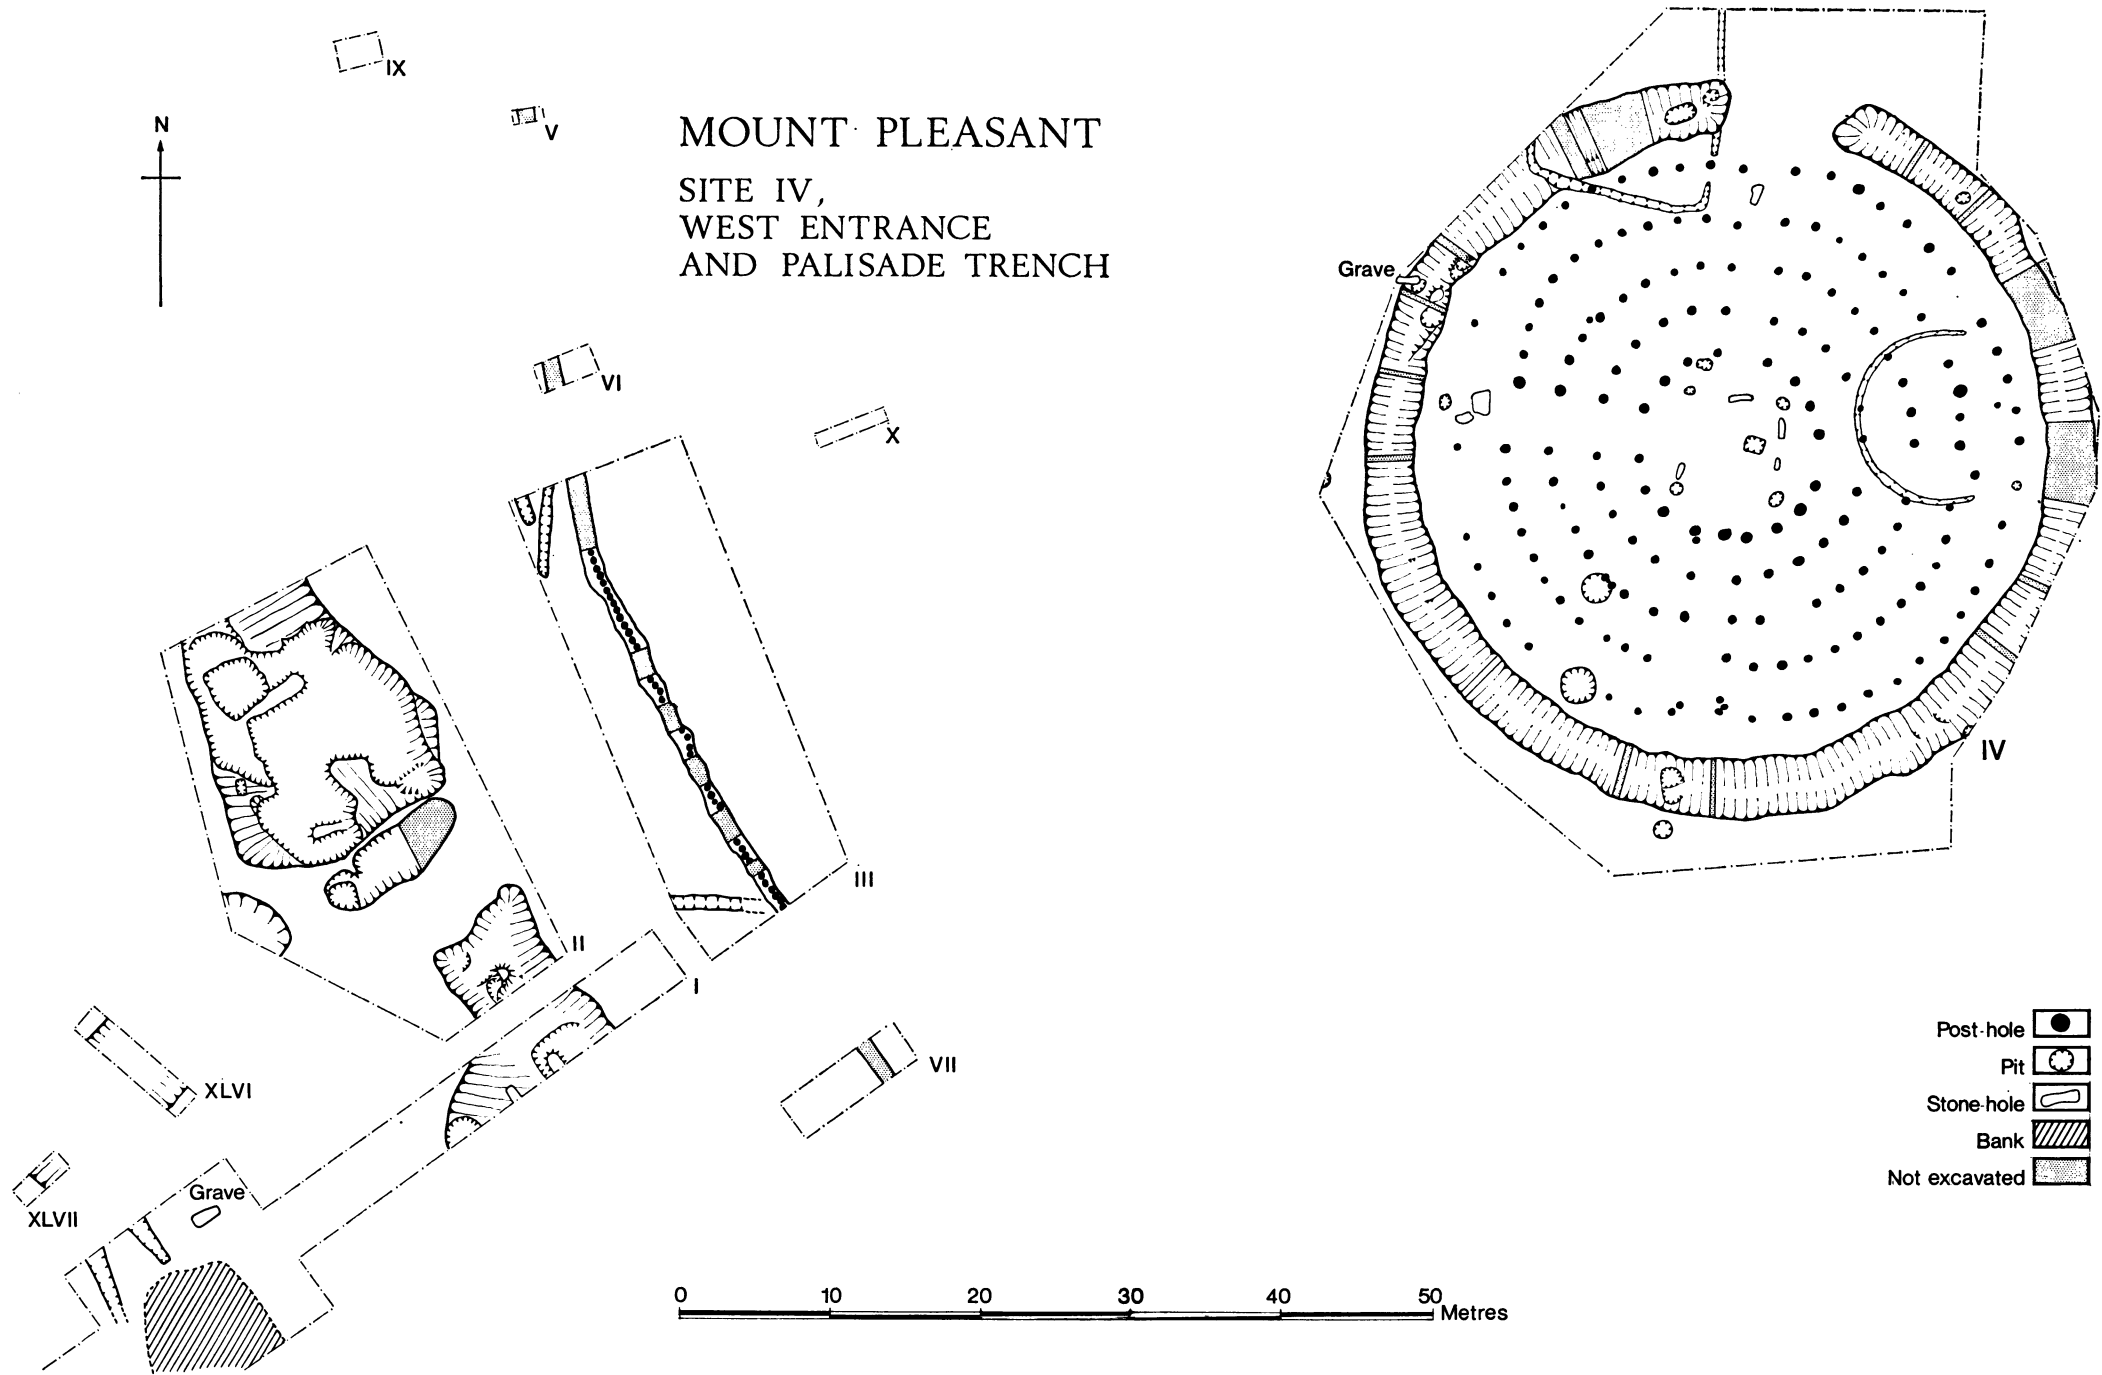 IX
N
V
MOUNT PLEASANT
SITE IV,
WEST ENTRANCE
AND PALISADE TRENCH
Grave
VI
X
IV
III
II
I
XLVI
VII
XLVII
Grave
Post-hole
Pit
Stone-hole
Bank
Not excavated
0 10 20 30 40 50 Metres